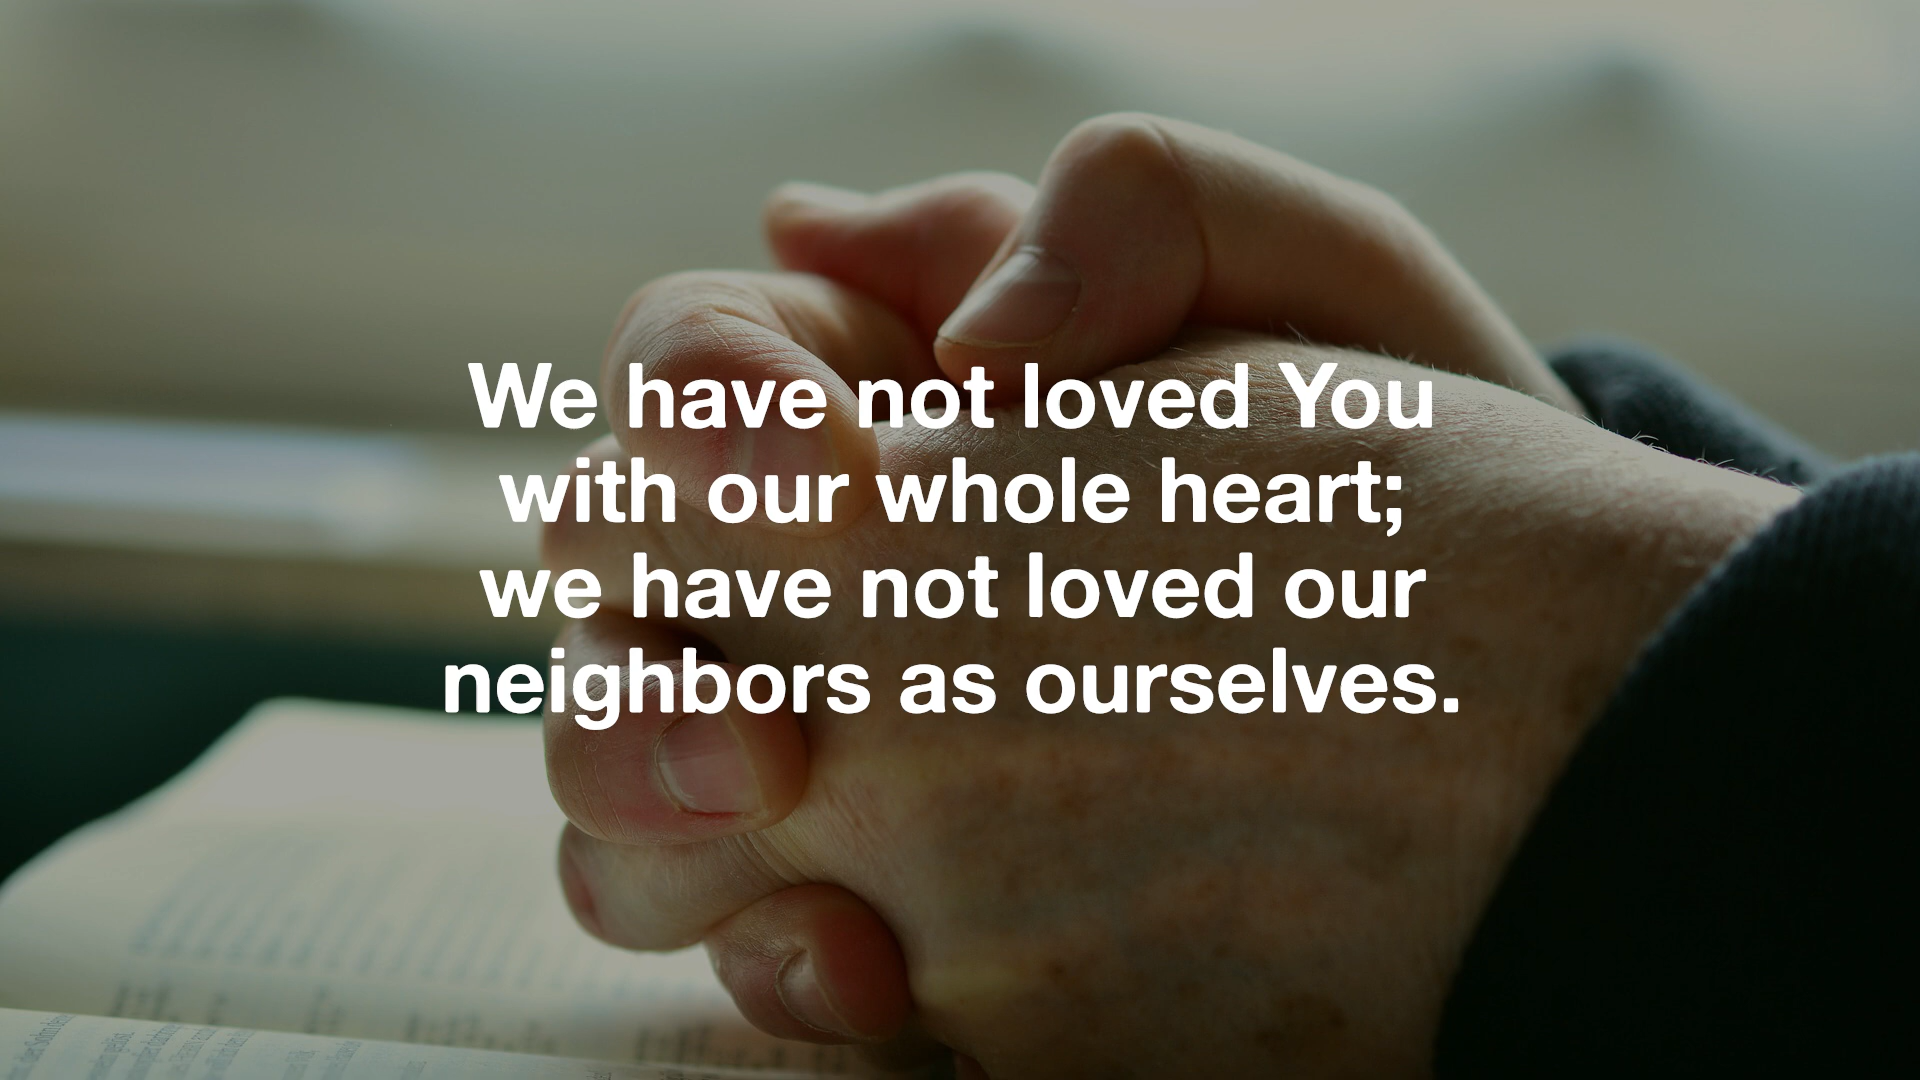 We have not loved You
with our whole heart;
we have not loved our
neighbors as ourselves.